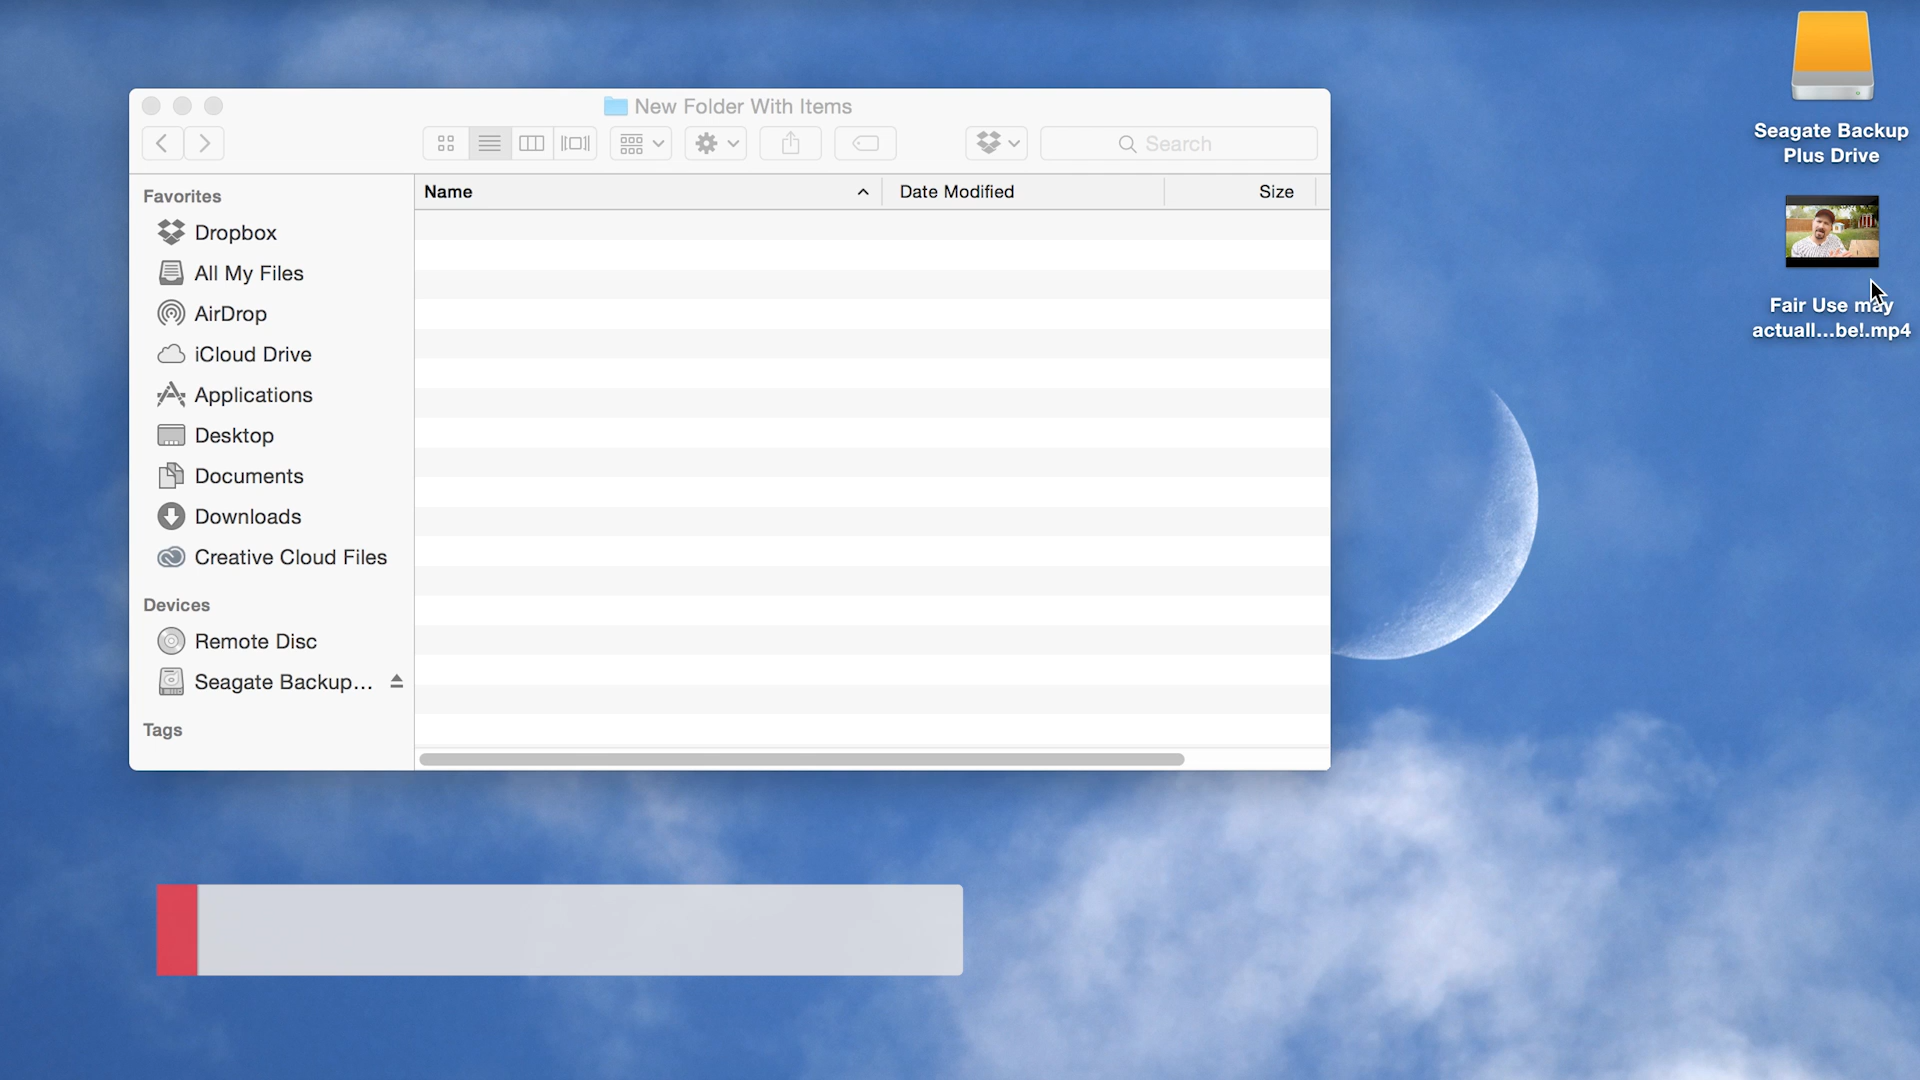 New Folder With Items
Search
Favorites
Dropbox
All My Files
AirDrop
iCloud Drive
Applications
Desktop
Documents
Downloads
Creative Cloud Files
Devices
Remote Disc
Seagate Backup...
Tags
Name
Date Modified
Size
Seagate Backup
Plus Drive
Fair Use may
actuall...be!.mp4